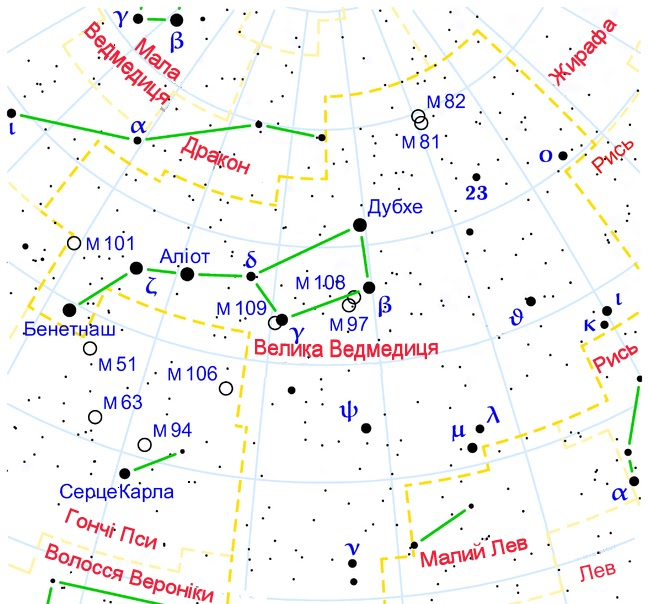 γ
β
Мала
Ведмедиця
Жирафа
M 82
M 81
ι
α
Дракон
ο
Рись
23
Дубхе
M 101
Аліот
δ
ζ
M 108
β
M 109
γ
M 97
Бенетнаш
Велика Ведмедиця
ϑ
ι
κ
Рись
M 51
M 106
M 63
ψ
λ
μ
M 94
СерцеКарла
α
Гончі Пси
ν
Малий Лев
Волосся Вероніки
Лев